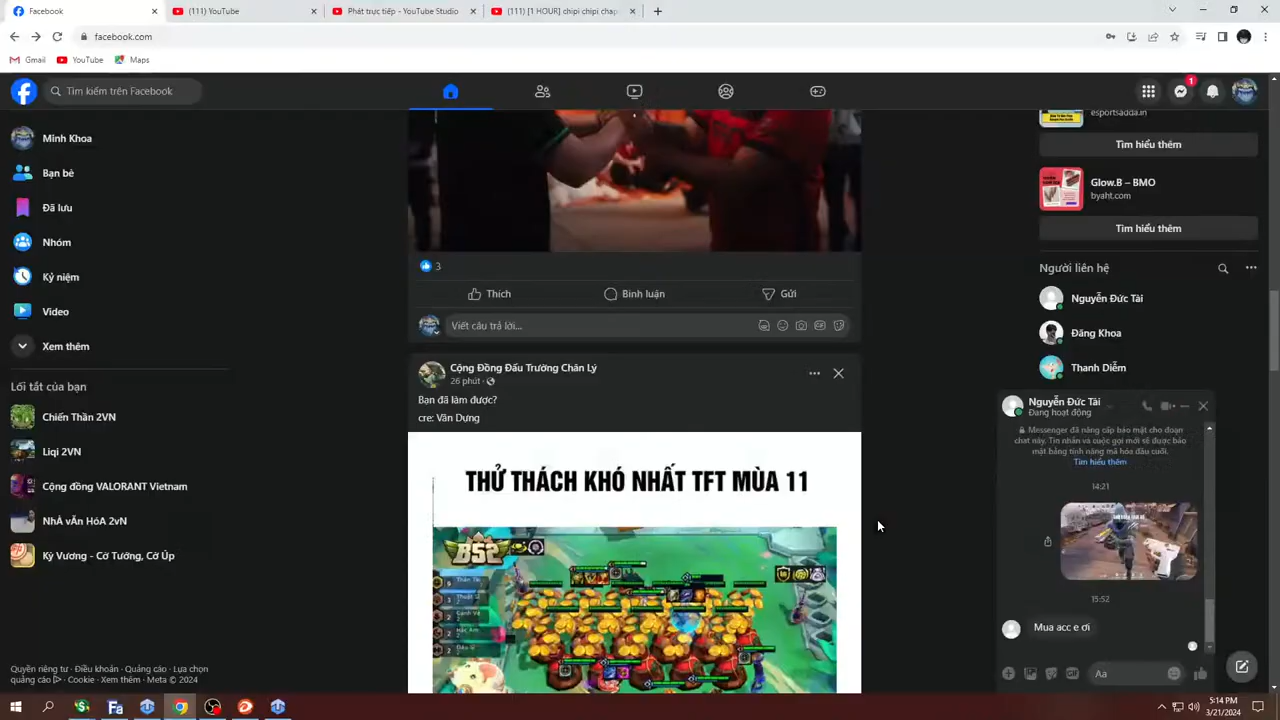 Facebook
(111) YouTube
Phát trực tiếp - YouTube Studio
(111) [1 HOUR] chipi chipi chap
facebook.com
Gmail
YouTube
Maps
Tìm kiếm trên Facebook
1
Minh Khoa
Bạn bè
Đã lưu
Nhóm
Kỷ niệm
Video
Xem thêm
Lối tắt của bạn
Chiến Thần 2VN
Liqi 2VN
Cộng đồng VALORANT Vietnam
NhÀ vĂn HóA 2vN
Kỳ Vương - Cờ Tướng, Cờ Úp
Quyền riêng tư · Điều khoản · Quảng cáo · Lựa chọn
quảng cáo · Cookie · Xem thêm · Meta © 2024
3
Thích
Bình luận
Gửi
Viết câu trả lời...
Cộng Đồng Đấu Trường Chân Lý
26 phút ·
Bạn đã làm được?
cre: Văn Dựng
THỬ THÁCH KHÓ NHẤT TFT MÙA 11
B52
Thần Tài
esportsadda.in
Tìm hiểu thêm
Glow.B – BMO
byaht.com
Tìm hiểu thêm
Người liên hệ
Nguyễn Đức Tài
Đăng Khoa
Thanh Diễm
Nguyễn Đức Tài
Đang hoạt động
Messenger đã nâng cấp bảo mật cho đoạn
chat này. Tin nhắn và cuộc gọi mới sẽ được bảo
mật bằng tính năng mã hóa đầu cuối.
Tìm hiểu thêm
14:21
15:52
Mua acc e ơi
Aa
5:14 PM
3/21/2024